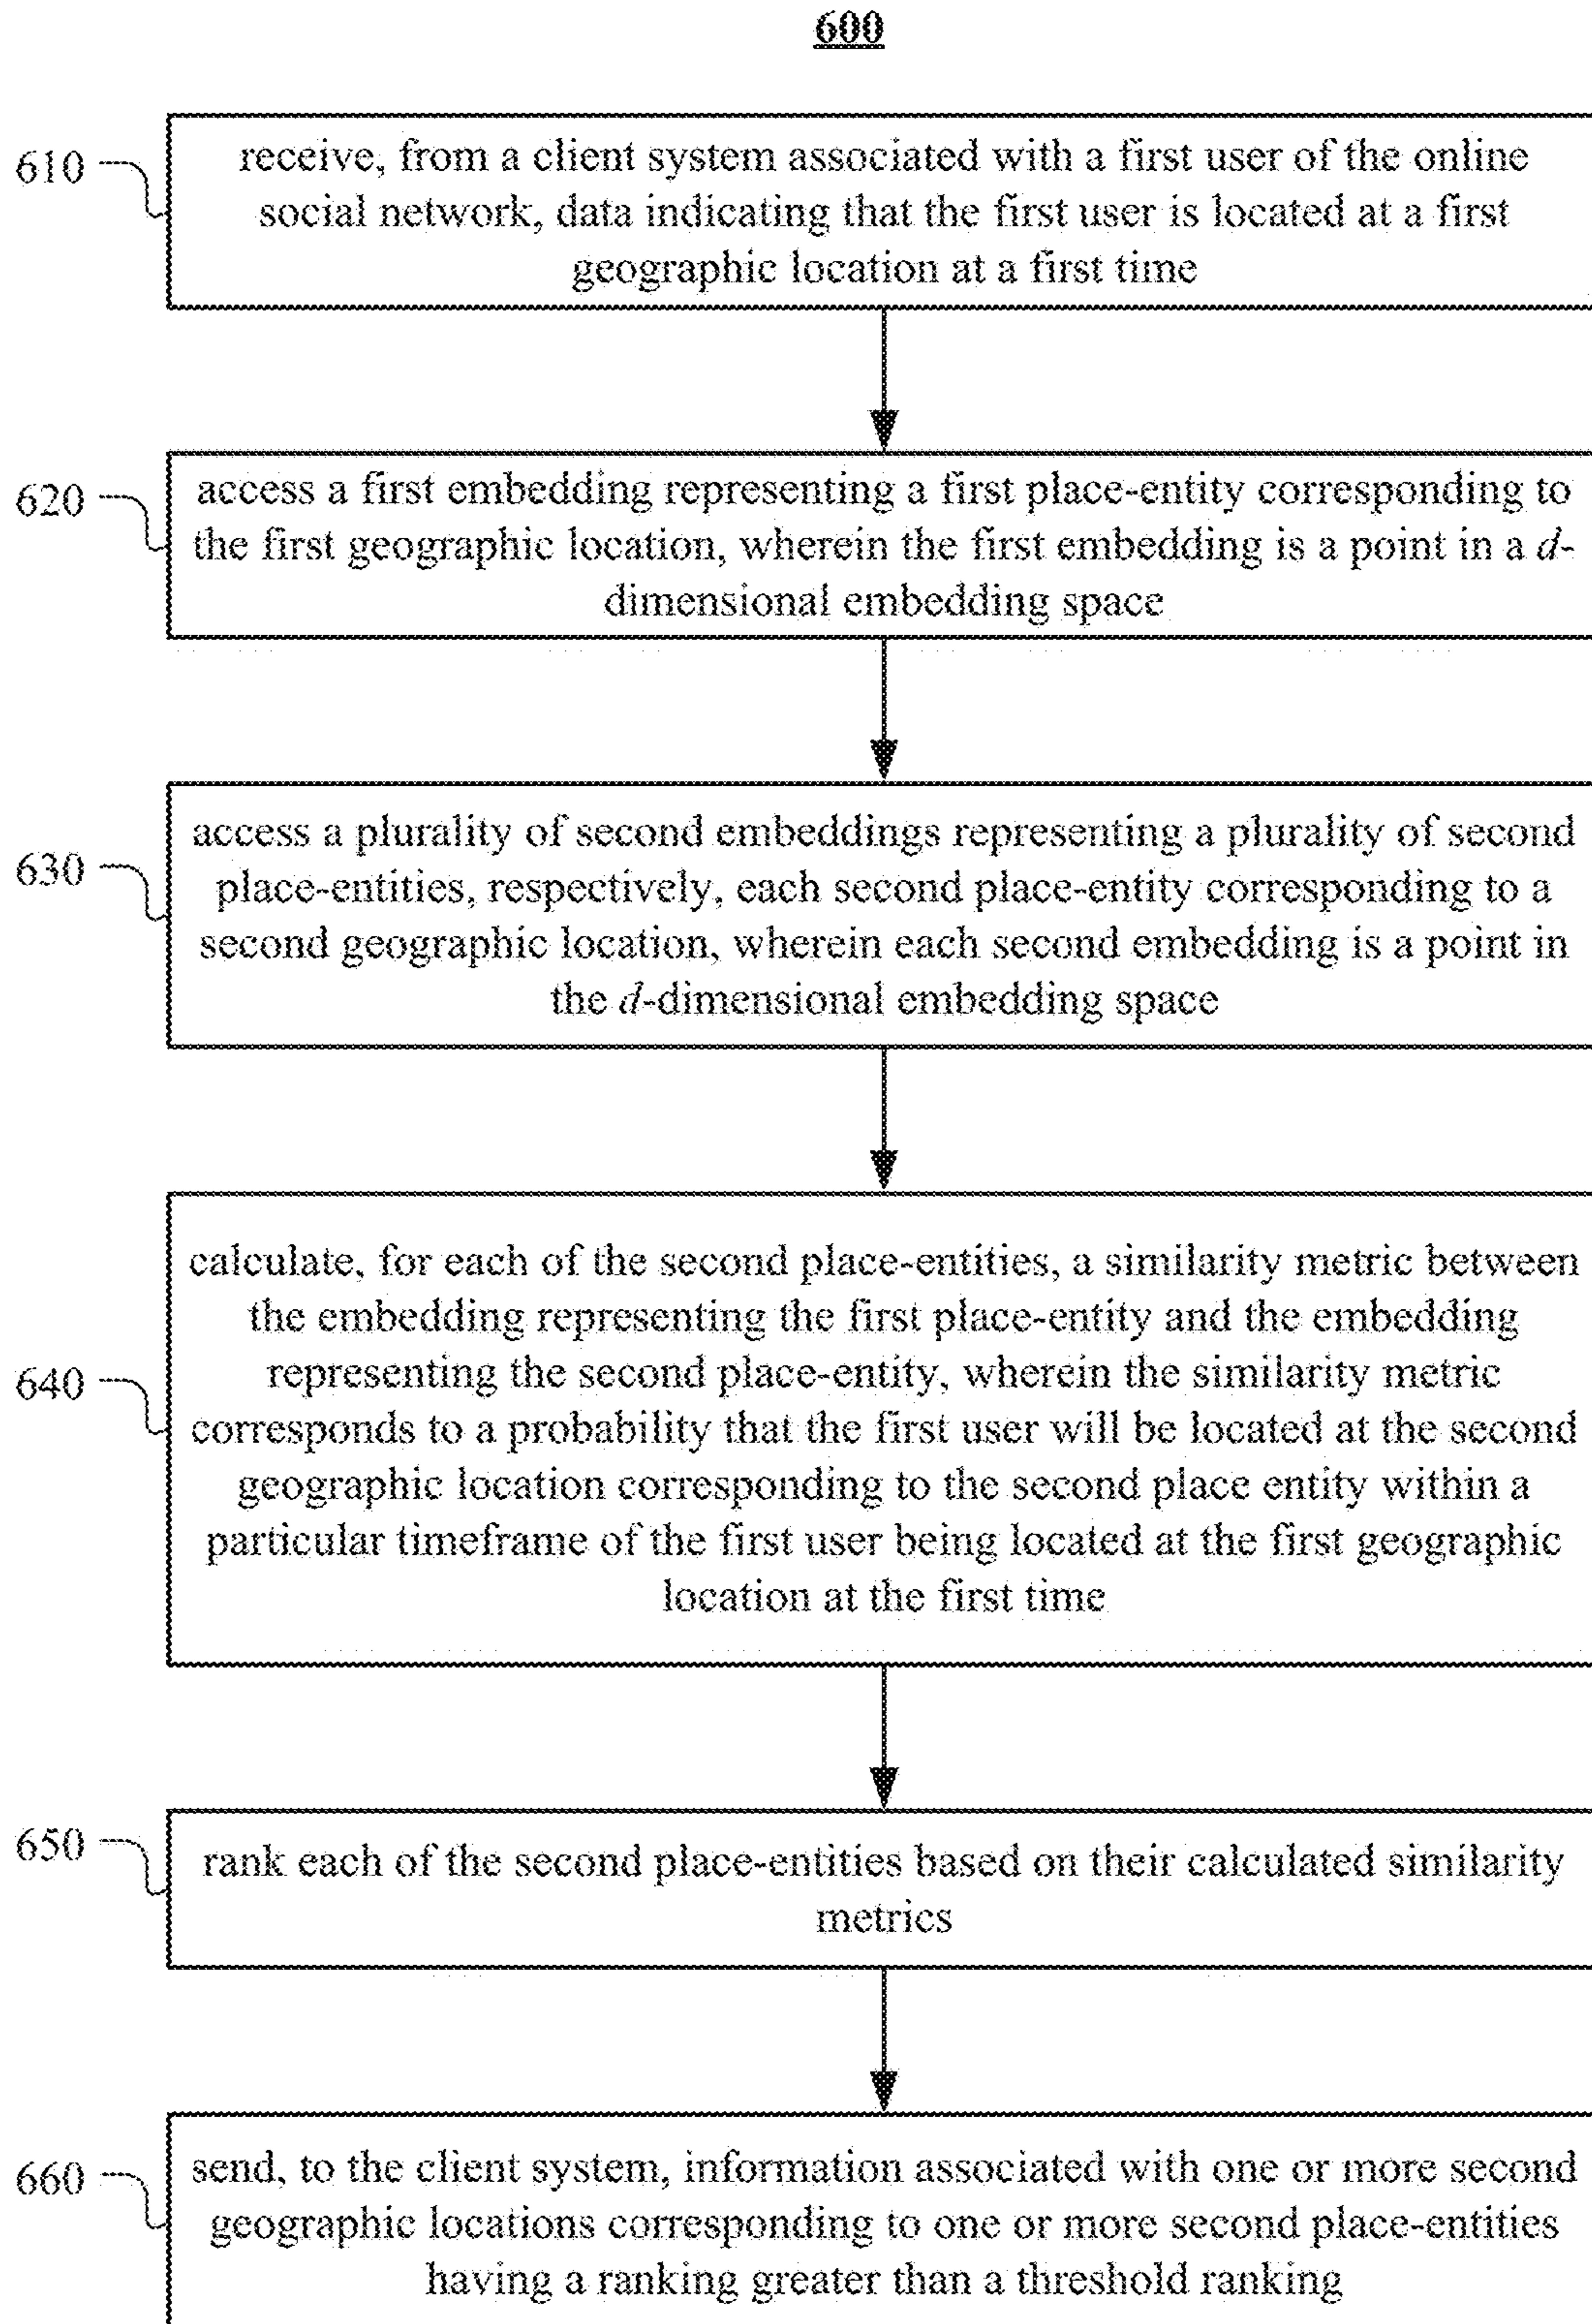 600
610
receive, from a client system associated with a first user of the online
social network, data indicating that the first user is located at a first
geographic location at a first time
620
access a first embedding representing a first place-entity corresponding to
the first geographic location, wherein the first embedding is a point in a d-
dimensional embedding space
630
access a plurality of second embeddings representing a plurality of second
place-entities, respectively, each second place-entity corresponding to a
second geographic location, wherein each second embedding is a point in
the d-dimensional embedding space
640
calculate, for each of the second place-entities, a similarity metric between
the embedding representing the first place-entity and the embedding
representing the second place-entity, wherein the similarity metric
corresponds to a probability that the first user will be located at the second
geographic location corresponding to the second place entity within a
particular timeframe of the first user being located at the first geographic
location at the first time
650
rank each of the second place-entities based on their calculated similarity
metrics
660
send, to the client system, information associated with one or more second
geographic locations corresponding to one or more second place-entities
having a ranking greater than a threshold ranking